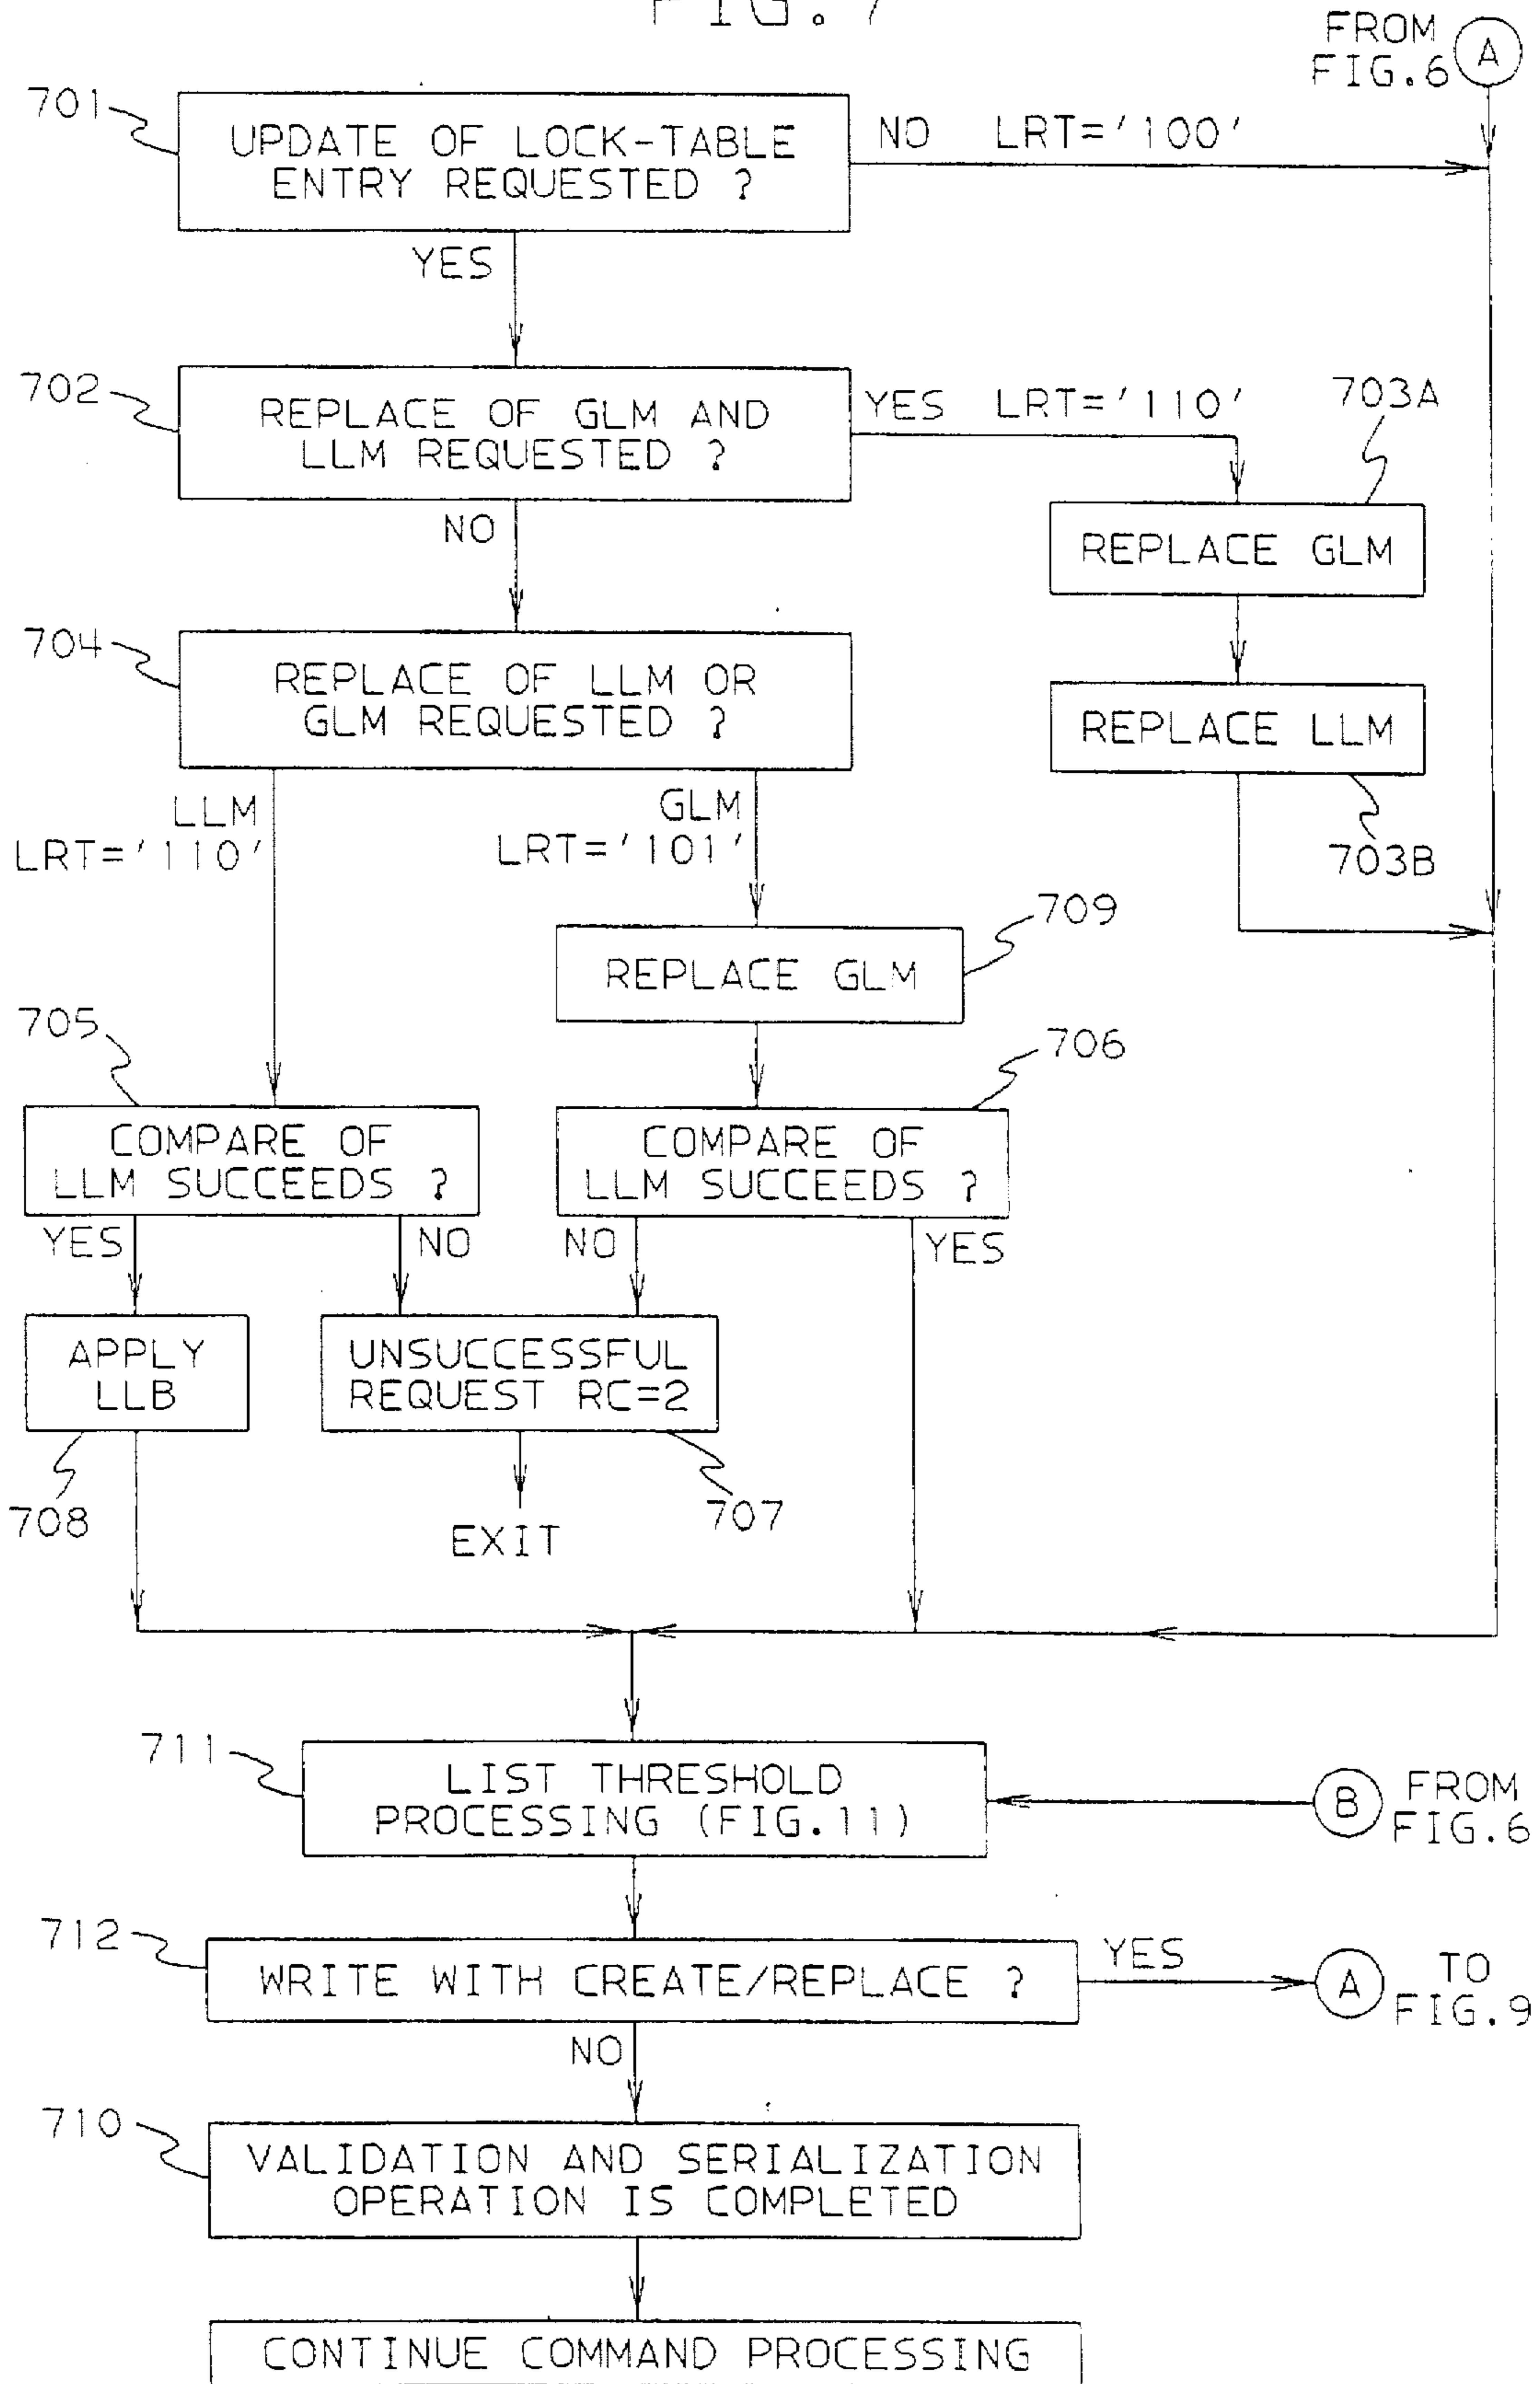 FIG. 7
FROM
FIG.6
A
701
UPDATE OF LOCK-TABLE
ENTRY REQUESTED ?
NO LRT='100'
YES
702
REPLACE OF GLM AND
LLM REQUESTED ?
YES LRT='110'
703A
NO
REPLACE GLM
704
REPLACE OF LLM OR
GLM REQUESTED ?
REPLACE LLM
703B
LLM
LRT='110'
GLM
LRT='101'
709
REPLACE GLM
705
706
COMPARE OF
LLM SUCCEEDS ?
COMPARE OF
LLM SUCCEEDS ?
YES
NO
NO
YES
APPLY
LLB
UNSUCCESSFUL
REQUEST RC=2
708
707
EXIT
711
LIST THRESHOLD
PROCESSING (FIG.11)
B
FROM
FIG.6
712
WRITE WITH CREATE/REPLACE ?
YES
A
TO
FIG.9
NO
710
VALIDATION AND SERIALIZATION
OPERATION IS COMPLETED
CONTINUE COMMAND PROCESSING